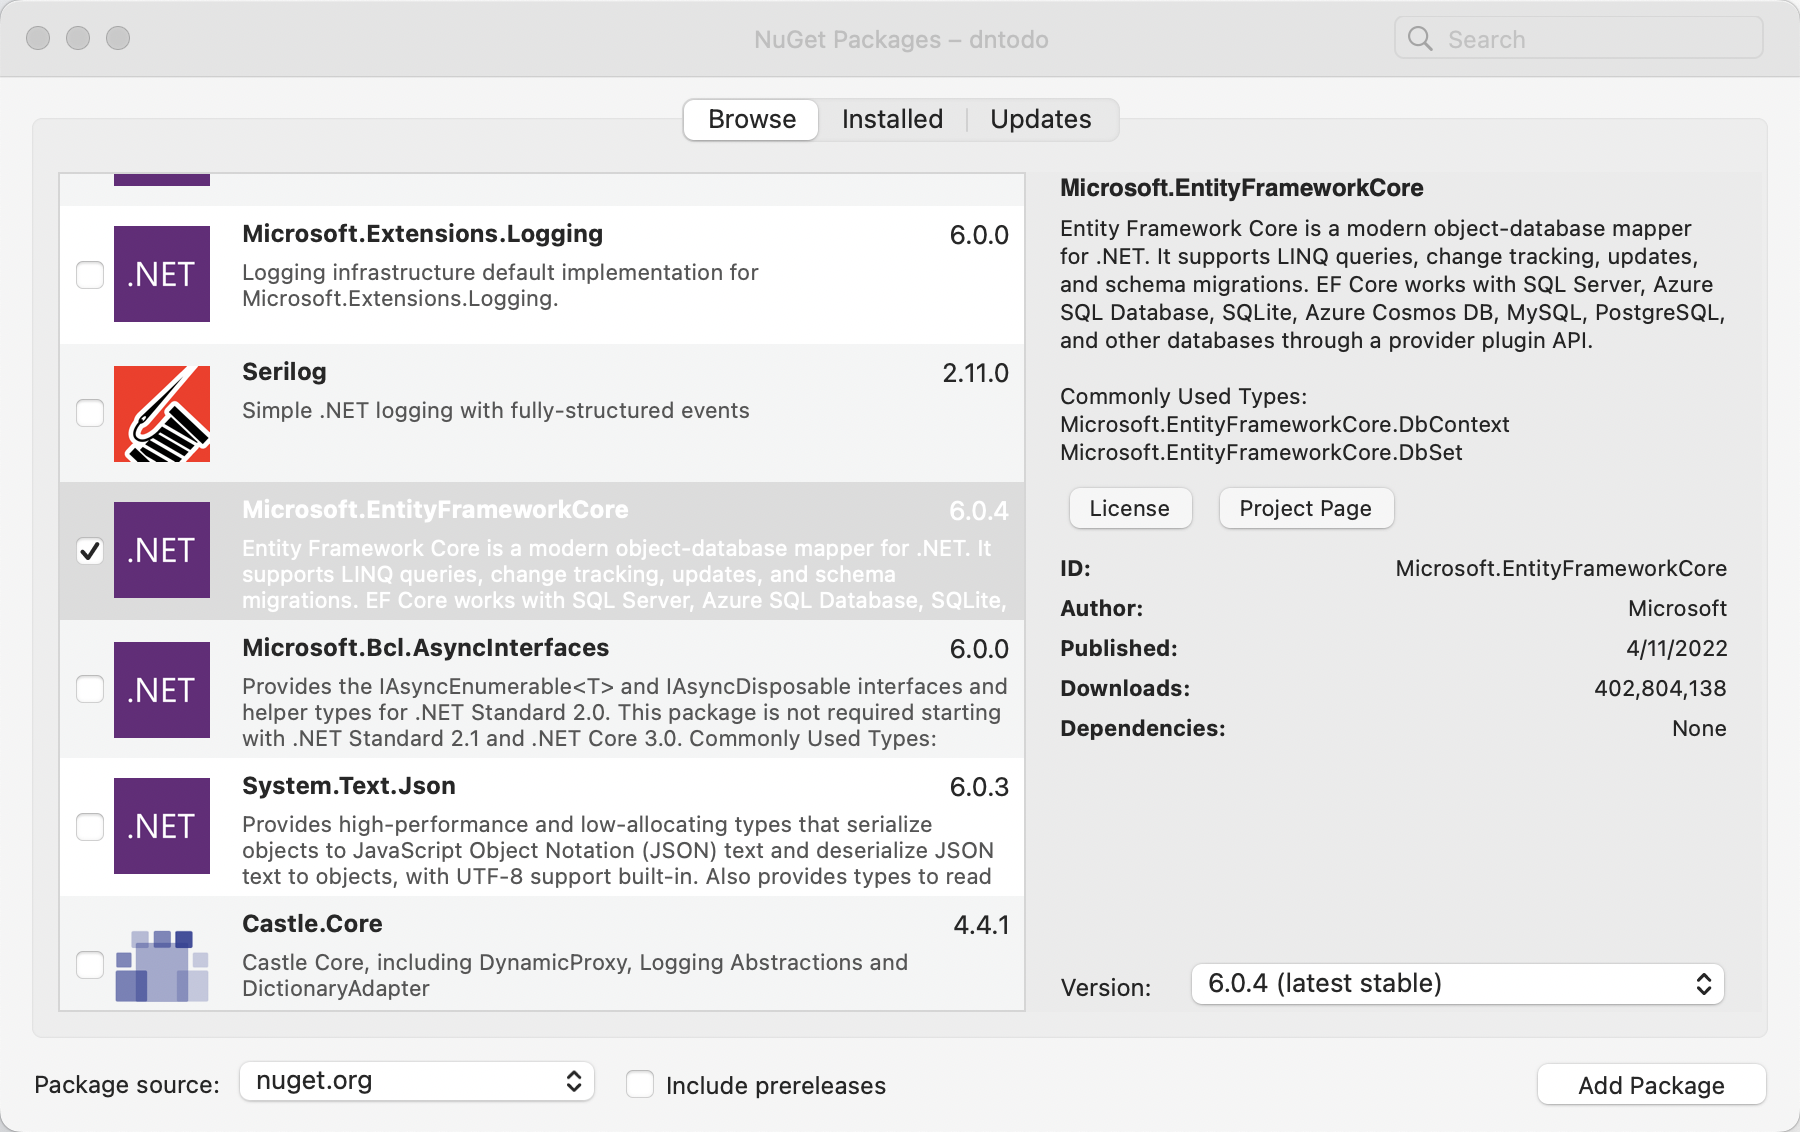 NuGet Packages – dntodo
Search
Browse
Installed
Updates
.NET
Microsoft.Extensions.Logging
6.0.0
Logging infrastructure default implementation for
Microsoft.Extensions.Logging.
Serilog
2.11.0
Simple .NET logging with fully-structured events
.NET
Microsoft.EntityFrameworkCore
6.0.4
Entity Framework Core is a modern object-database mapper for .NET. It
supports LINQ queries, change tracking, updates, and schema
migrations. EF Core works with SQL Server, Azure SQL Database, SQLite,
.NET
Microsoft.Bcl.AsyncInterfaces
6.0.0
Provides the IAsyncEnumerable<T> and IAsyncDisposable interfaces and
helper types for .NET Standard 2.0. This package is not required starting
with .NET Standard 2.1 and .NET Core 3.0. Commonly Used Types:
.NET
System.Text.Json
6.0.3
Provides high-performance and low-allocating types that serialize
objects to JavaScript Object Notation (JSON) text and deserialize JSON
text to objects, with UTF-8 support built-in. Also provides types to read
Castle.Core
4.4.1
Castle Core, including DynamicProxy, Logging Abstractions and
DictionaryAdapter
Microsoft.EntityFrameworkCore
Entity Framework Core is a modern object-database mapper
for .NET. It supports LINQ queries, change tracking, updates,
and schema migrations. EF Core works with SQL Server, Azure
SQL Database, SQLite, Azure Cosmos DB, MySQL, PostgreSQL,
and other databases through a provider plugin API.
Commonly Used Types:
Microsoft.EntityFrameworkCore.DbContext
Microsoft.EntityFrameworkCore.DbSet
License
Project Page
ID: Microsoft.EntityFrameworkCore
Author: Microsoft
Published: 4/11/2022
Downloads: 402,804,138
Dependencies: None
Version: 6.0.4 (latest stable)
Package source: nuget.org
Include prereleases
Add Package